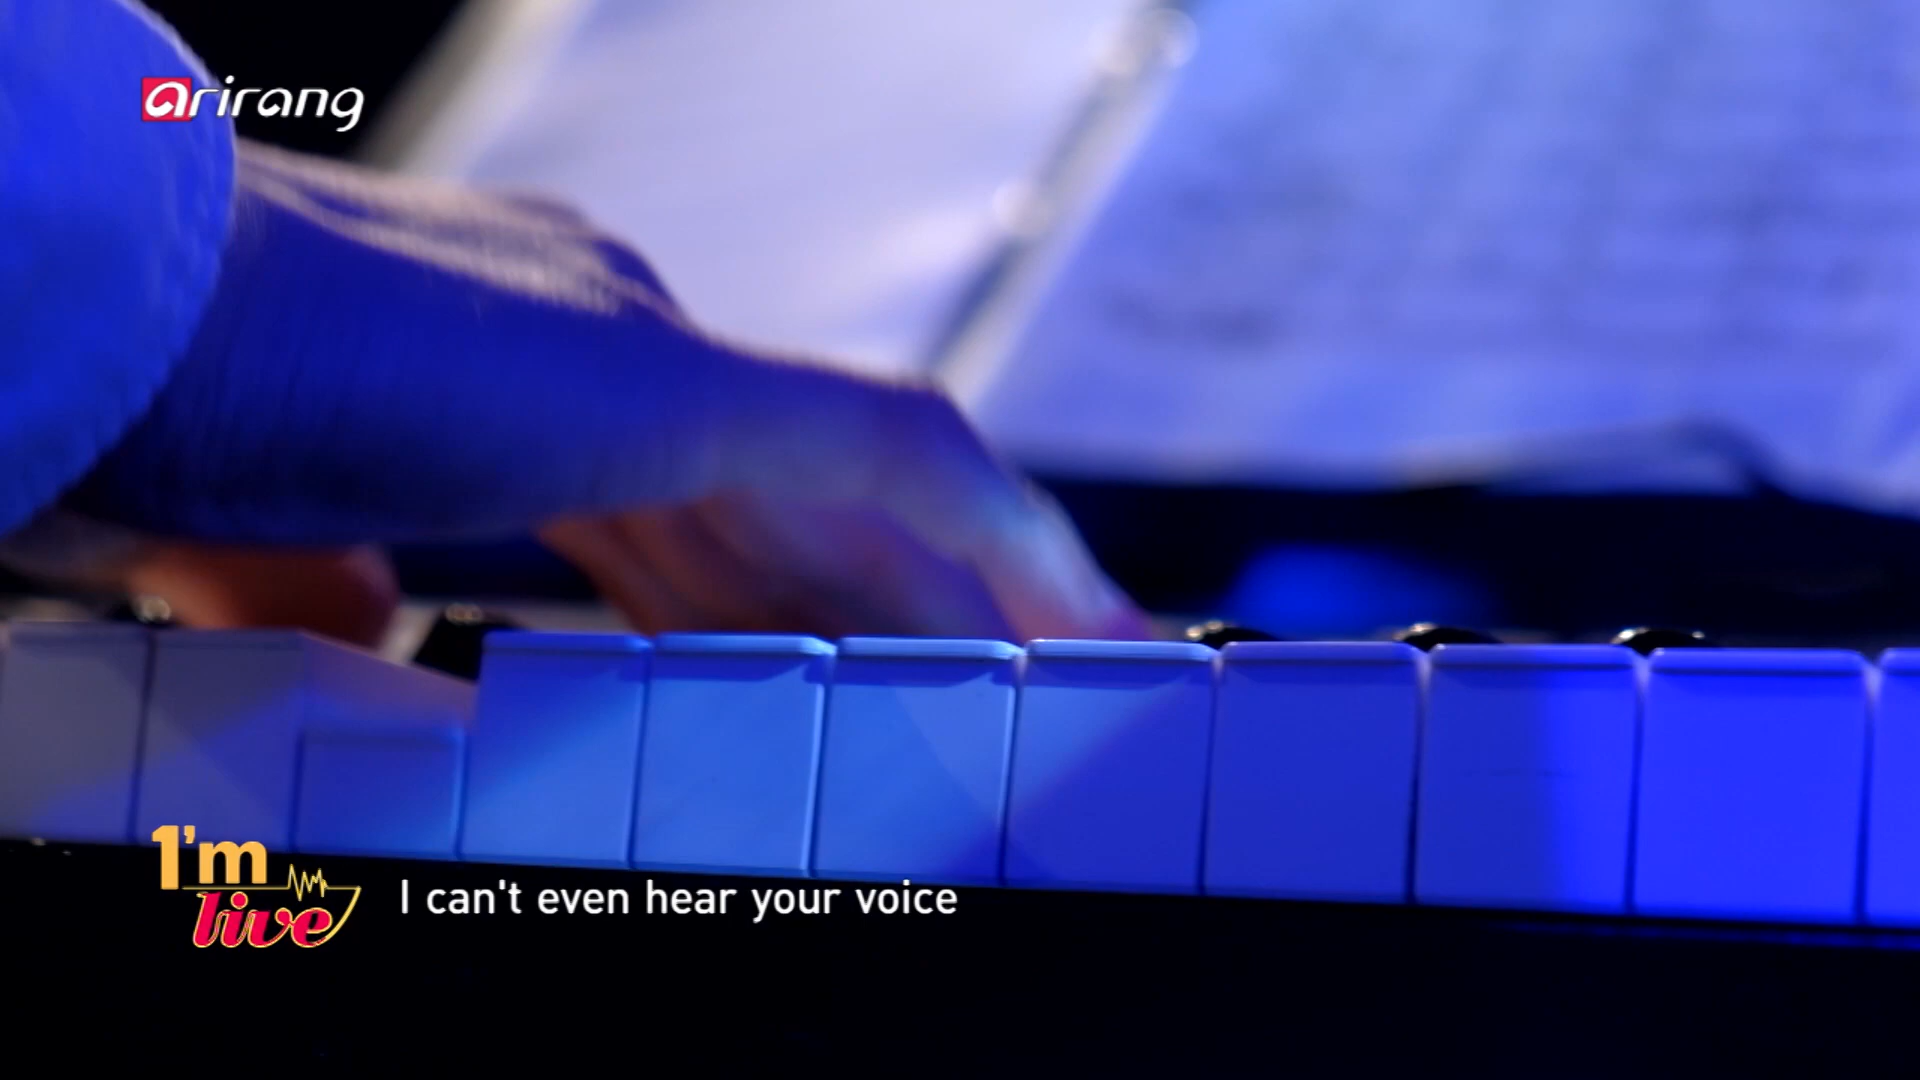 arirang
I'm
live
I can't even hear your voice